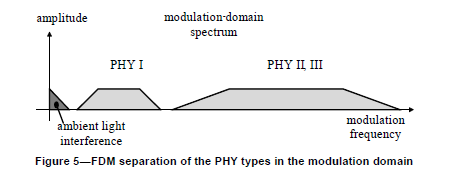 amplitude
modulation-domain
spectrum
PHY I
PHY II, III
ambient light
interference
modulation
frequency
Figure 5—FDM separation of the PHY types in the modulation domain